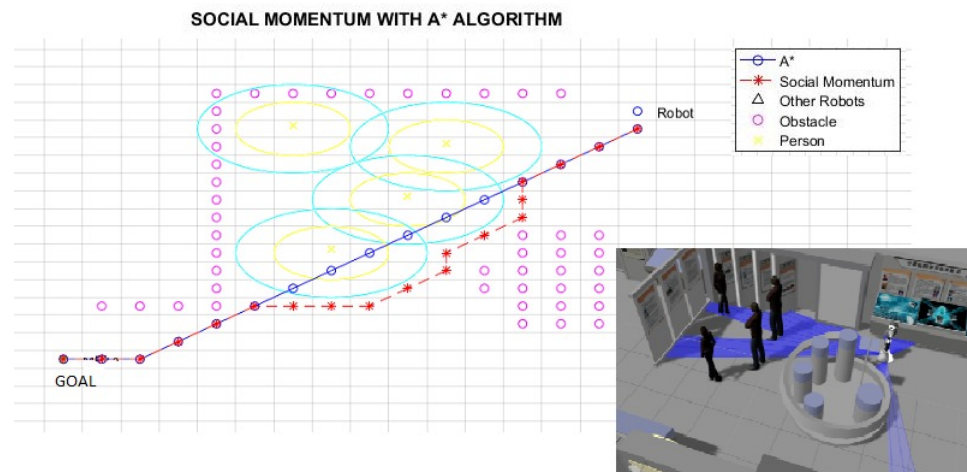 SOCIAL MOMENTUM WITH A* ALGORITHM
A*
Social Momentum
Other Robots
Obstacle
Person
Robot
GOAL